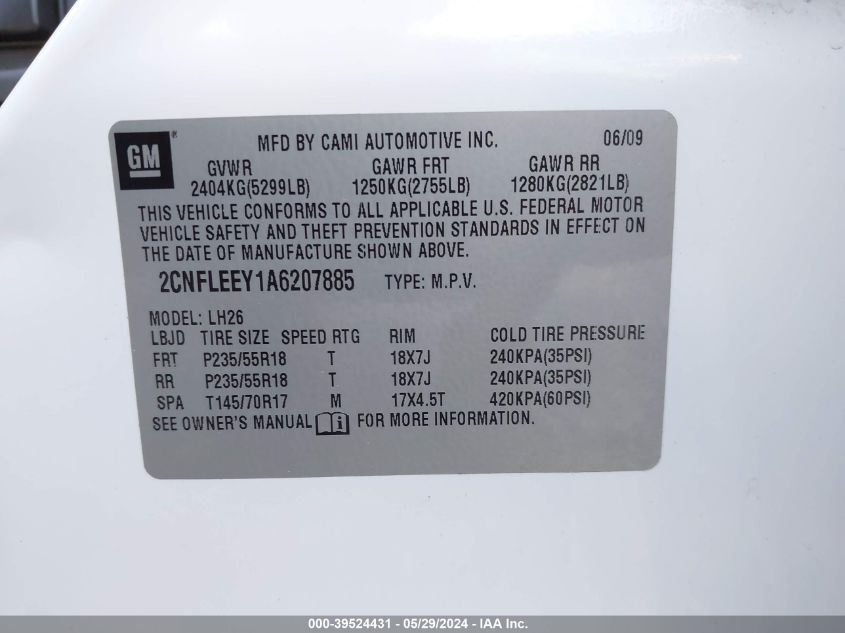 GM®
MFD BY CAMI AUTOMOTIVE INC. 06/09
GVWR GAWR FRT GAWR RR
2404KG(5299LB) 1250KG(2755LB) 1280KG(2821LB)
THIS VEHICLE CONFORMS TO ALL APPLICABLE U.S. FEDERAL MOTOR
VEHICLE SAFETY AND THEFT PREVENTION STANDARDS IN EFFECT ON
THE DATE OF MANUFACTURE SHOWN ABOVE.
2CNFLEEY1A6207885 TYPE: M.P.V.
MODEL: LH26
LBJD TIRE SIZE SPEED RTG RIM COLD TIRE PRESSURE
FRT P235/55R18 T 18X7J 240KPA(35PSI)
RR P235/55R18 T 18X7J 240KPA(35PSI)
SPA T145/70R17 M 17X4.5T 420KPA(60PSI)
SEE OWNER'S MANUAL i FOR MORE INFORMATION.
000-39524431 - 05/29/2024 - IAA Inc.